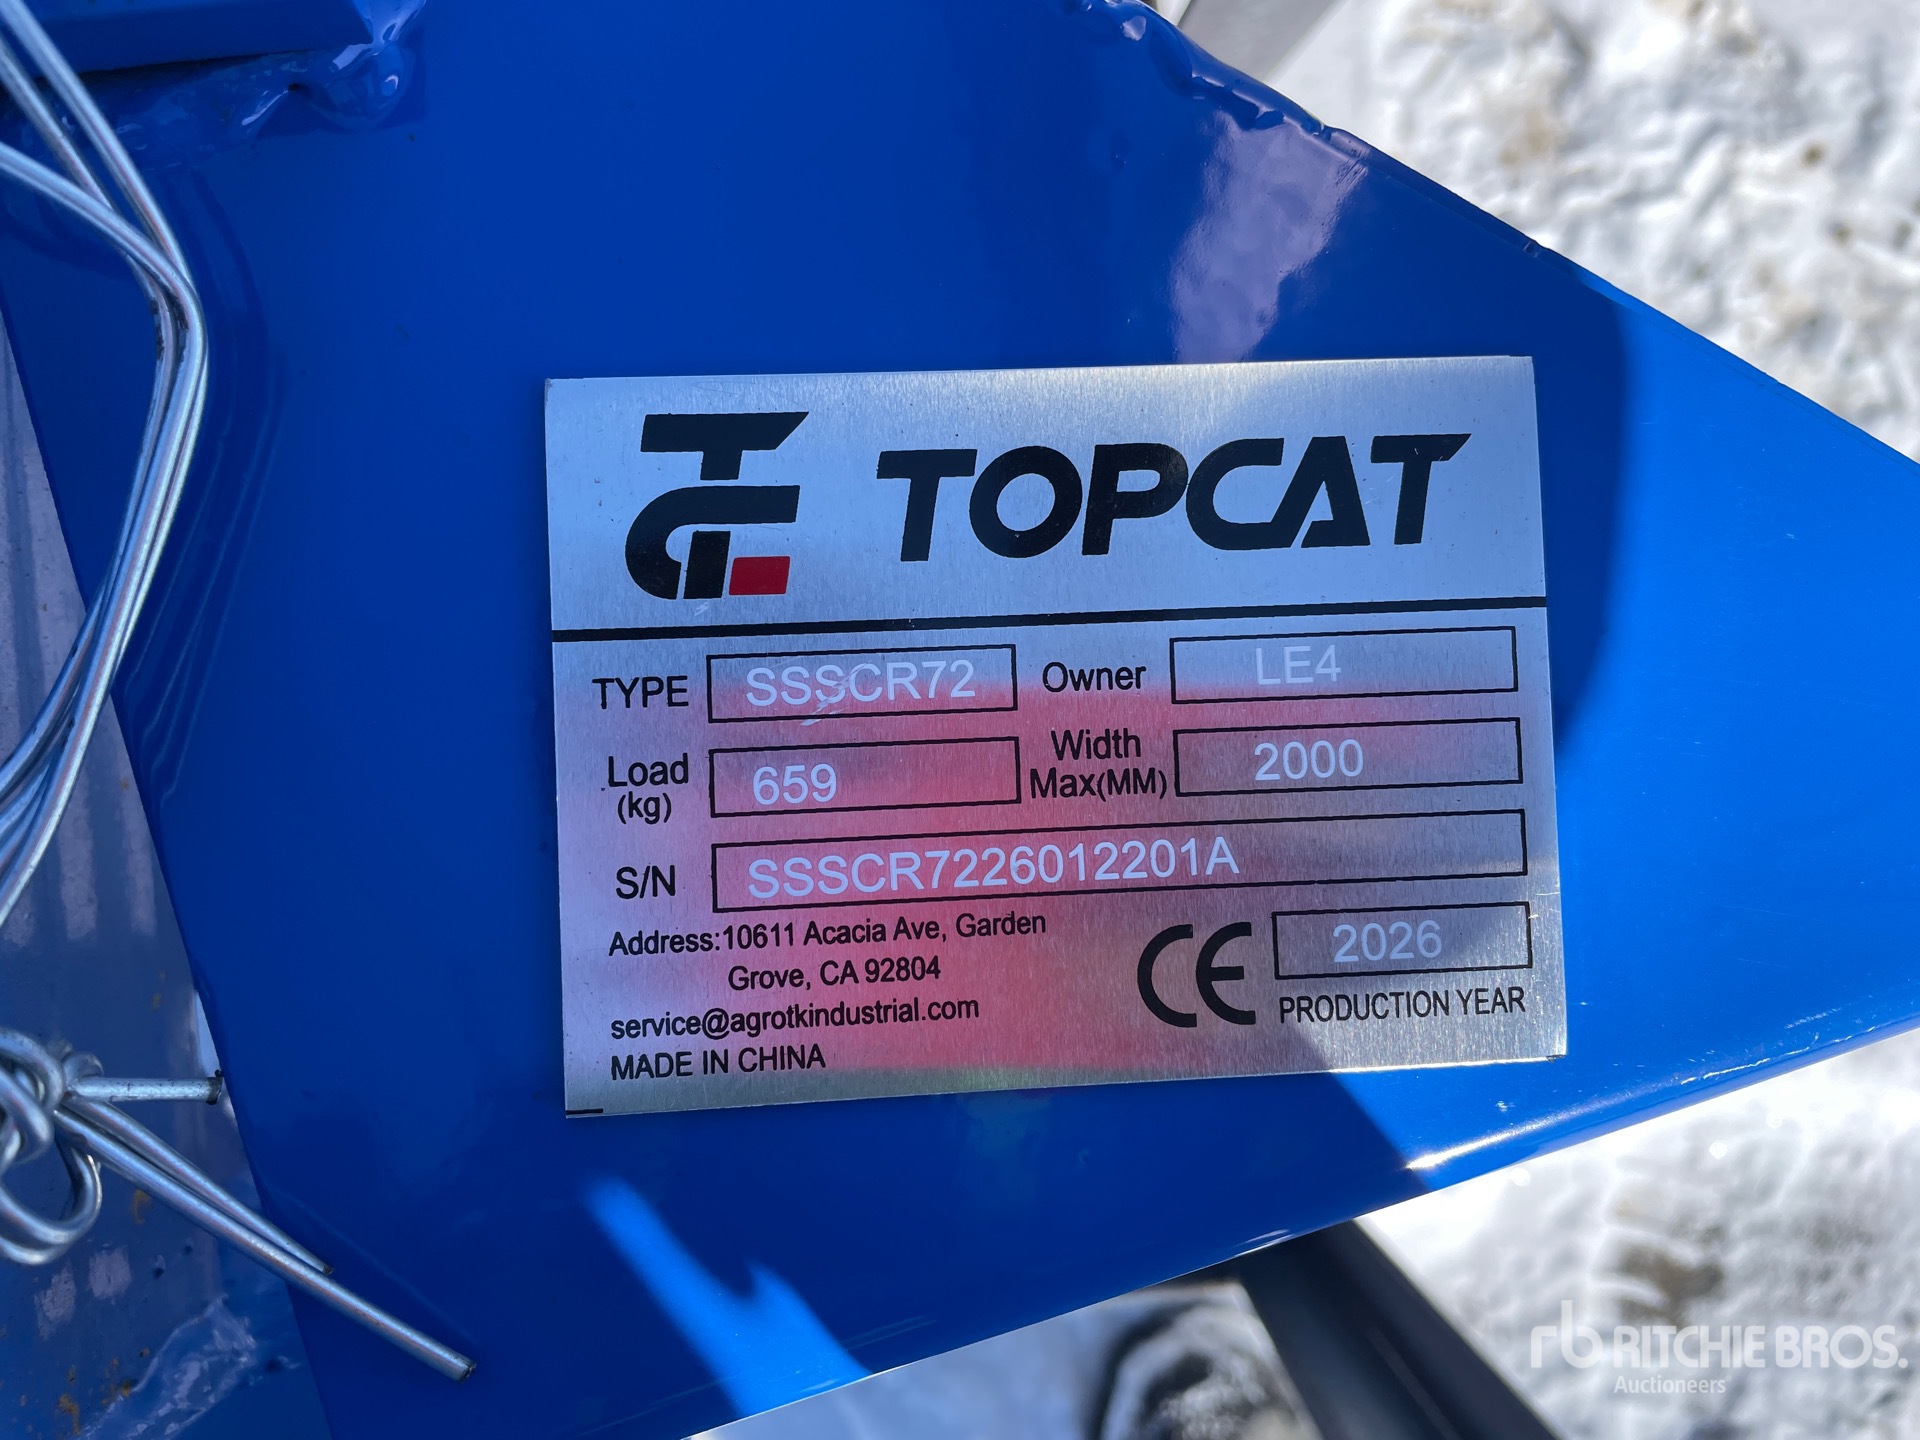 TOPCAT
TYPE SSSCR72 Owner LE4
Load (kg) 659 Width Max(MM) 2000
S/N SSSCR7226012201A
Address:10611 Acacia Ave, Garden
Grove, CA 92804
service@agrotkindustrial.com
MADE IN CHINA
CE 2026
PRODUCTION YEAR
rb RITCHIE BROS.
Auctioneers